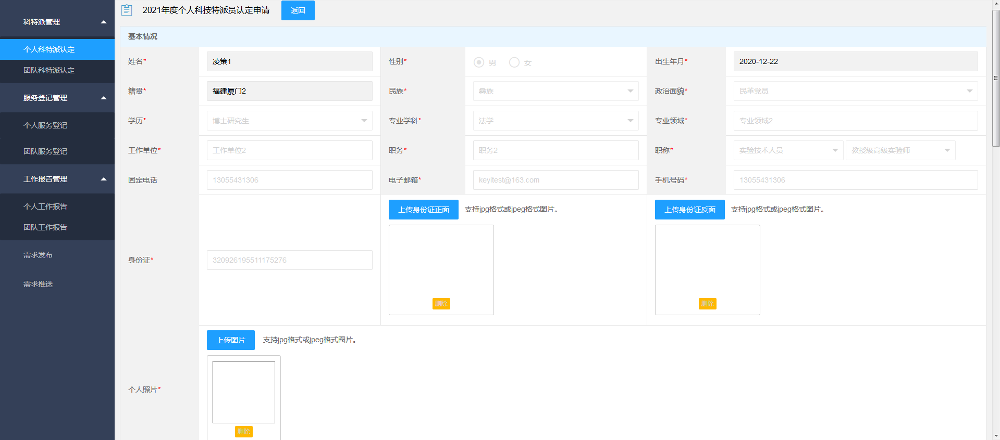 科特派管理
个人科特派认定
团队科特派认定
服务登记管理
个人服务登记
团队服务登记
工作报告管理
个人工作报告
团队工作报告
需求发布
需求推送
2021年度个人科技特派员认定申请 返回
基本情况
姓名* 凌策1 性别* 男 女 出生年月* 2020-12-22
籍贯* 福建厦门2 民族* 彝族 政治面貌* 民革党员
学历* 博士研究生 专业学科* 法学 专业领域* 专业领域2
工作单位* 工作单位2 职务* 职务2 职称* 实验技术人员 教授级高级实验师
固定电话 13055431306 电子邮箱* keyitest@163.com 手机号码* 13055431306
上传身份证正面 支持jpg格式或jpeg格式图片。 上传身份证反面 支持jpg格式或jpeg格式图片。
身份证* 320926195511175276
删除 删除
上传图片 支持jpg格式或jpeg格式图片。
个人照片*
删除